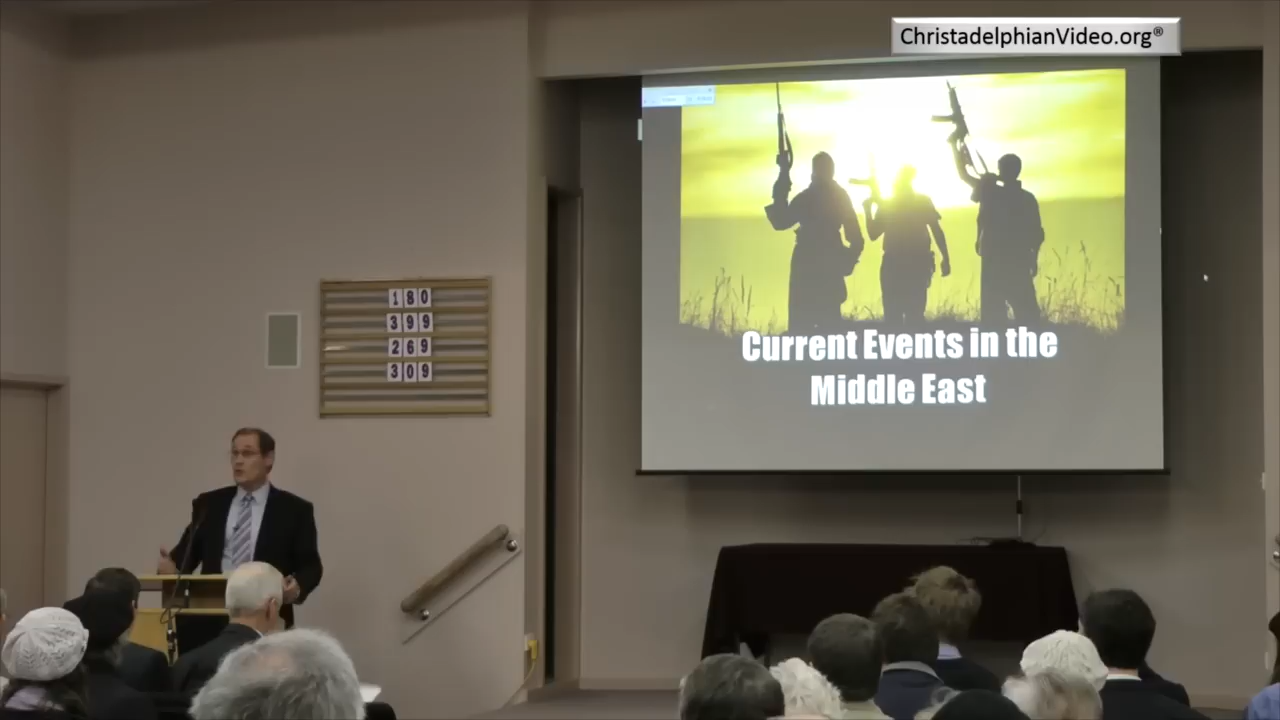 ChristadelphianVideo.org®
180
399
269
309
Current Events in the
Middle East